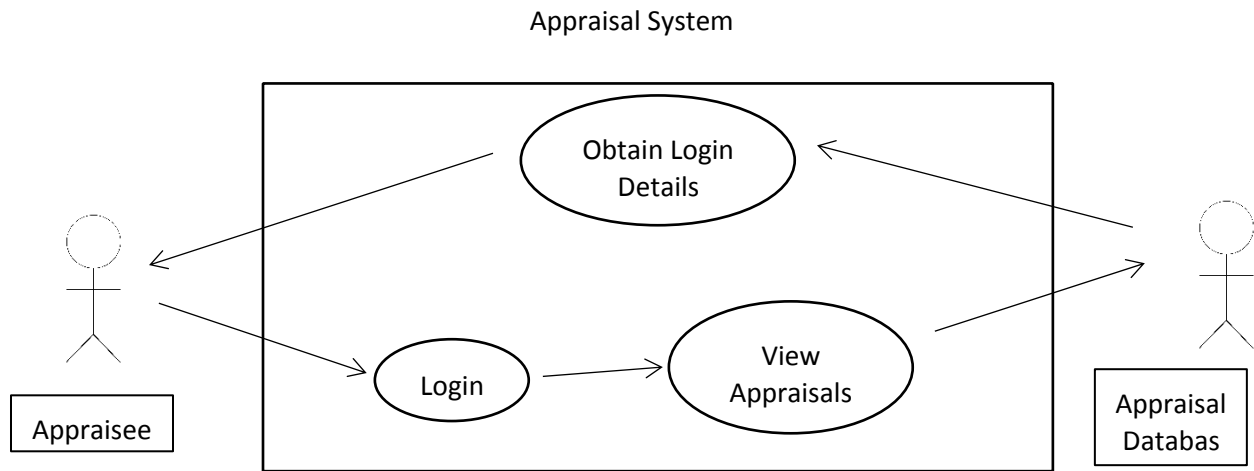 Appraisal System
Obtain Login
Details
Login
View
Appraisals
Appraisee
Appraisal
Databas